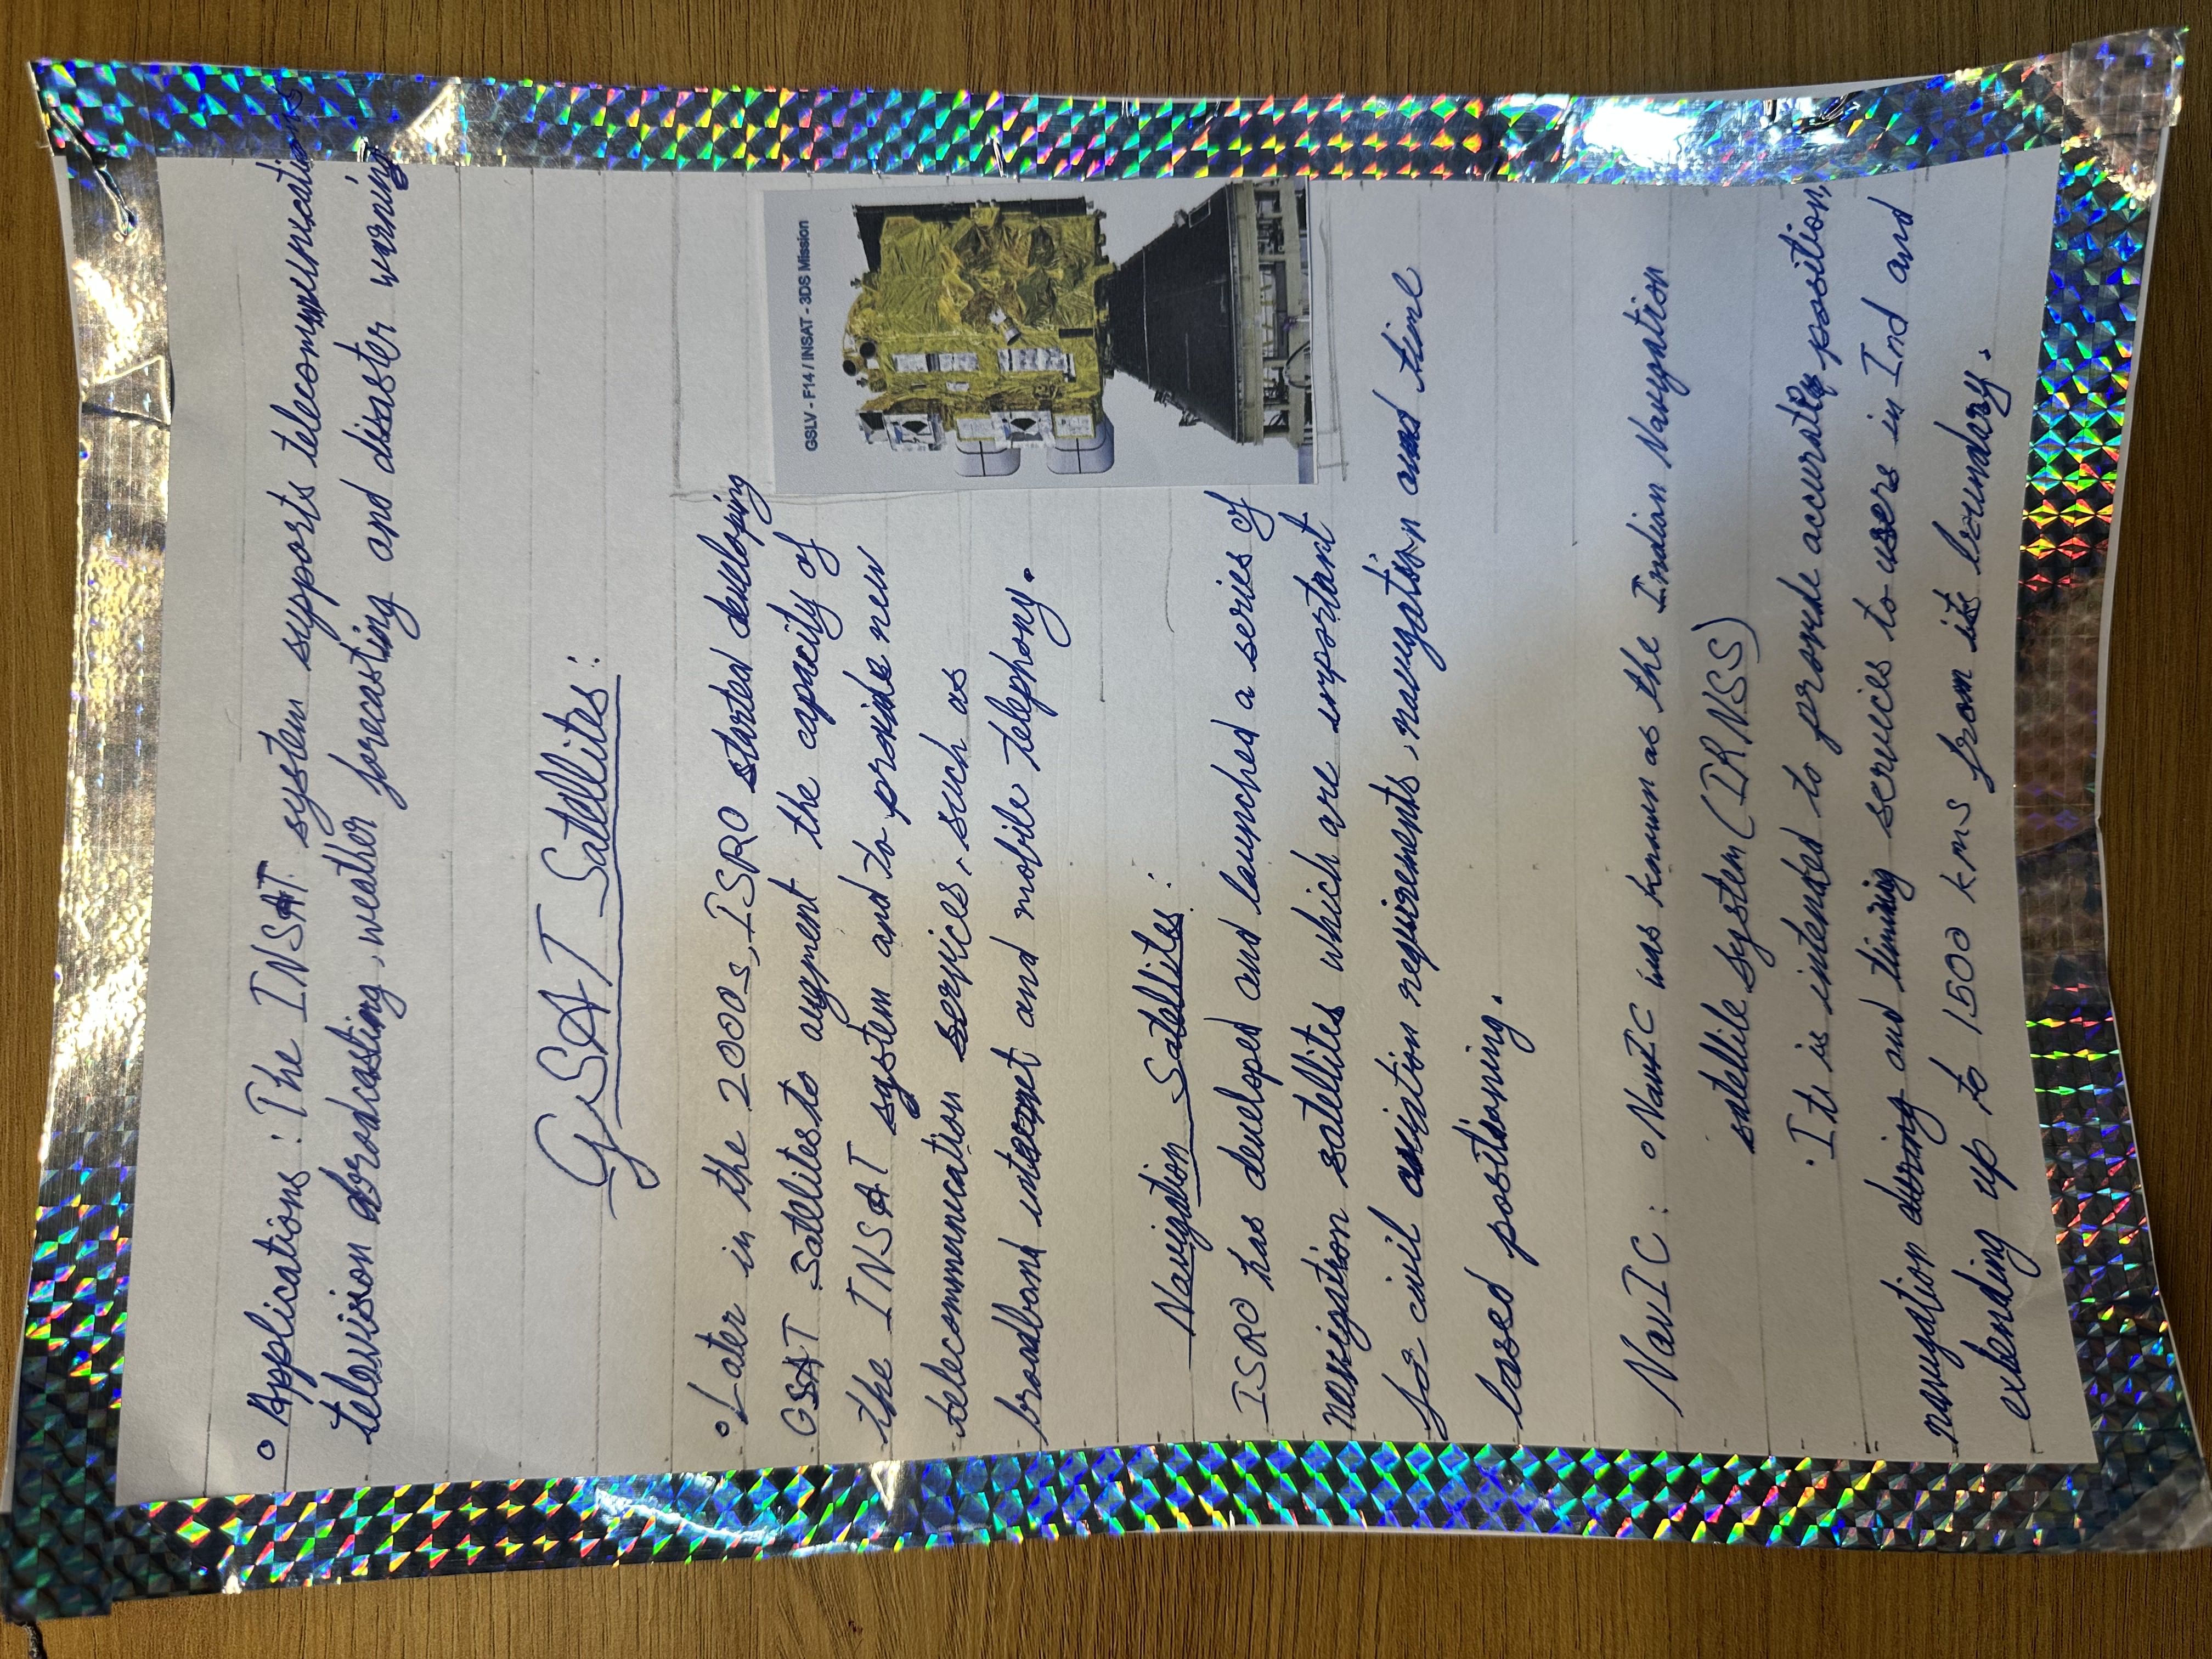 Applications : The INSAT system supports telecommunications
television broadcasting, weather forecasting and disaster warning
GSAT Satellites :
Later in the 2000s, ISRO started developing
GSAT Satellites to augment the capacity of
GSLV - F14 / INSAT - 3DS Mission
the INSAT system and to provide new
telecommunication services, such as
broadband internet and mobile telephony.
Navigation Satellites :
ISRO has developed and launched a series of
navigation satellites which are important
for civil aviation requirements, navigation and time
based positioning.
NavIC : NavIC was known as the Indian Navigation
satellite system (IRNSS)
It is intended to provide accurate position,
navigation during and timing services to users in Ind and
extending up to 1500 kms from its boundary.